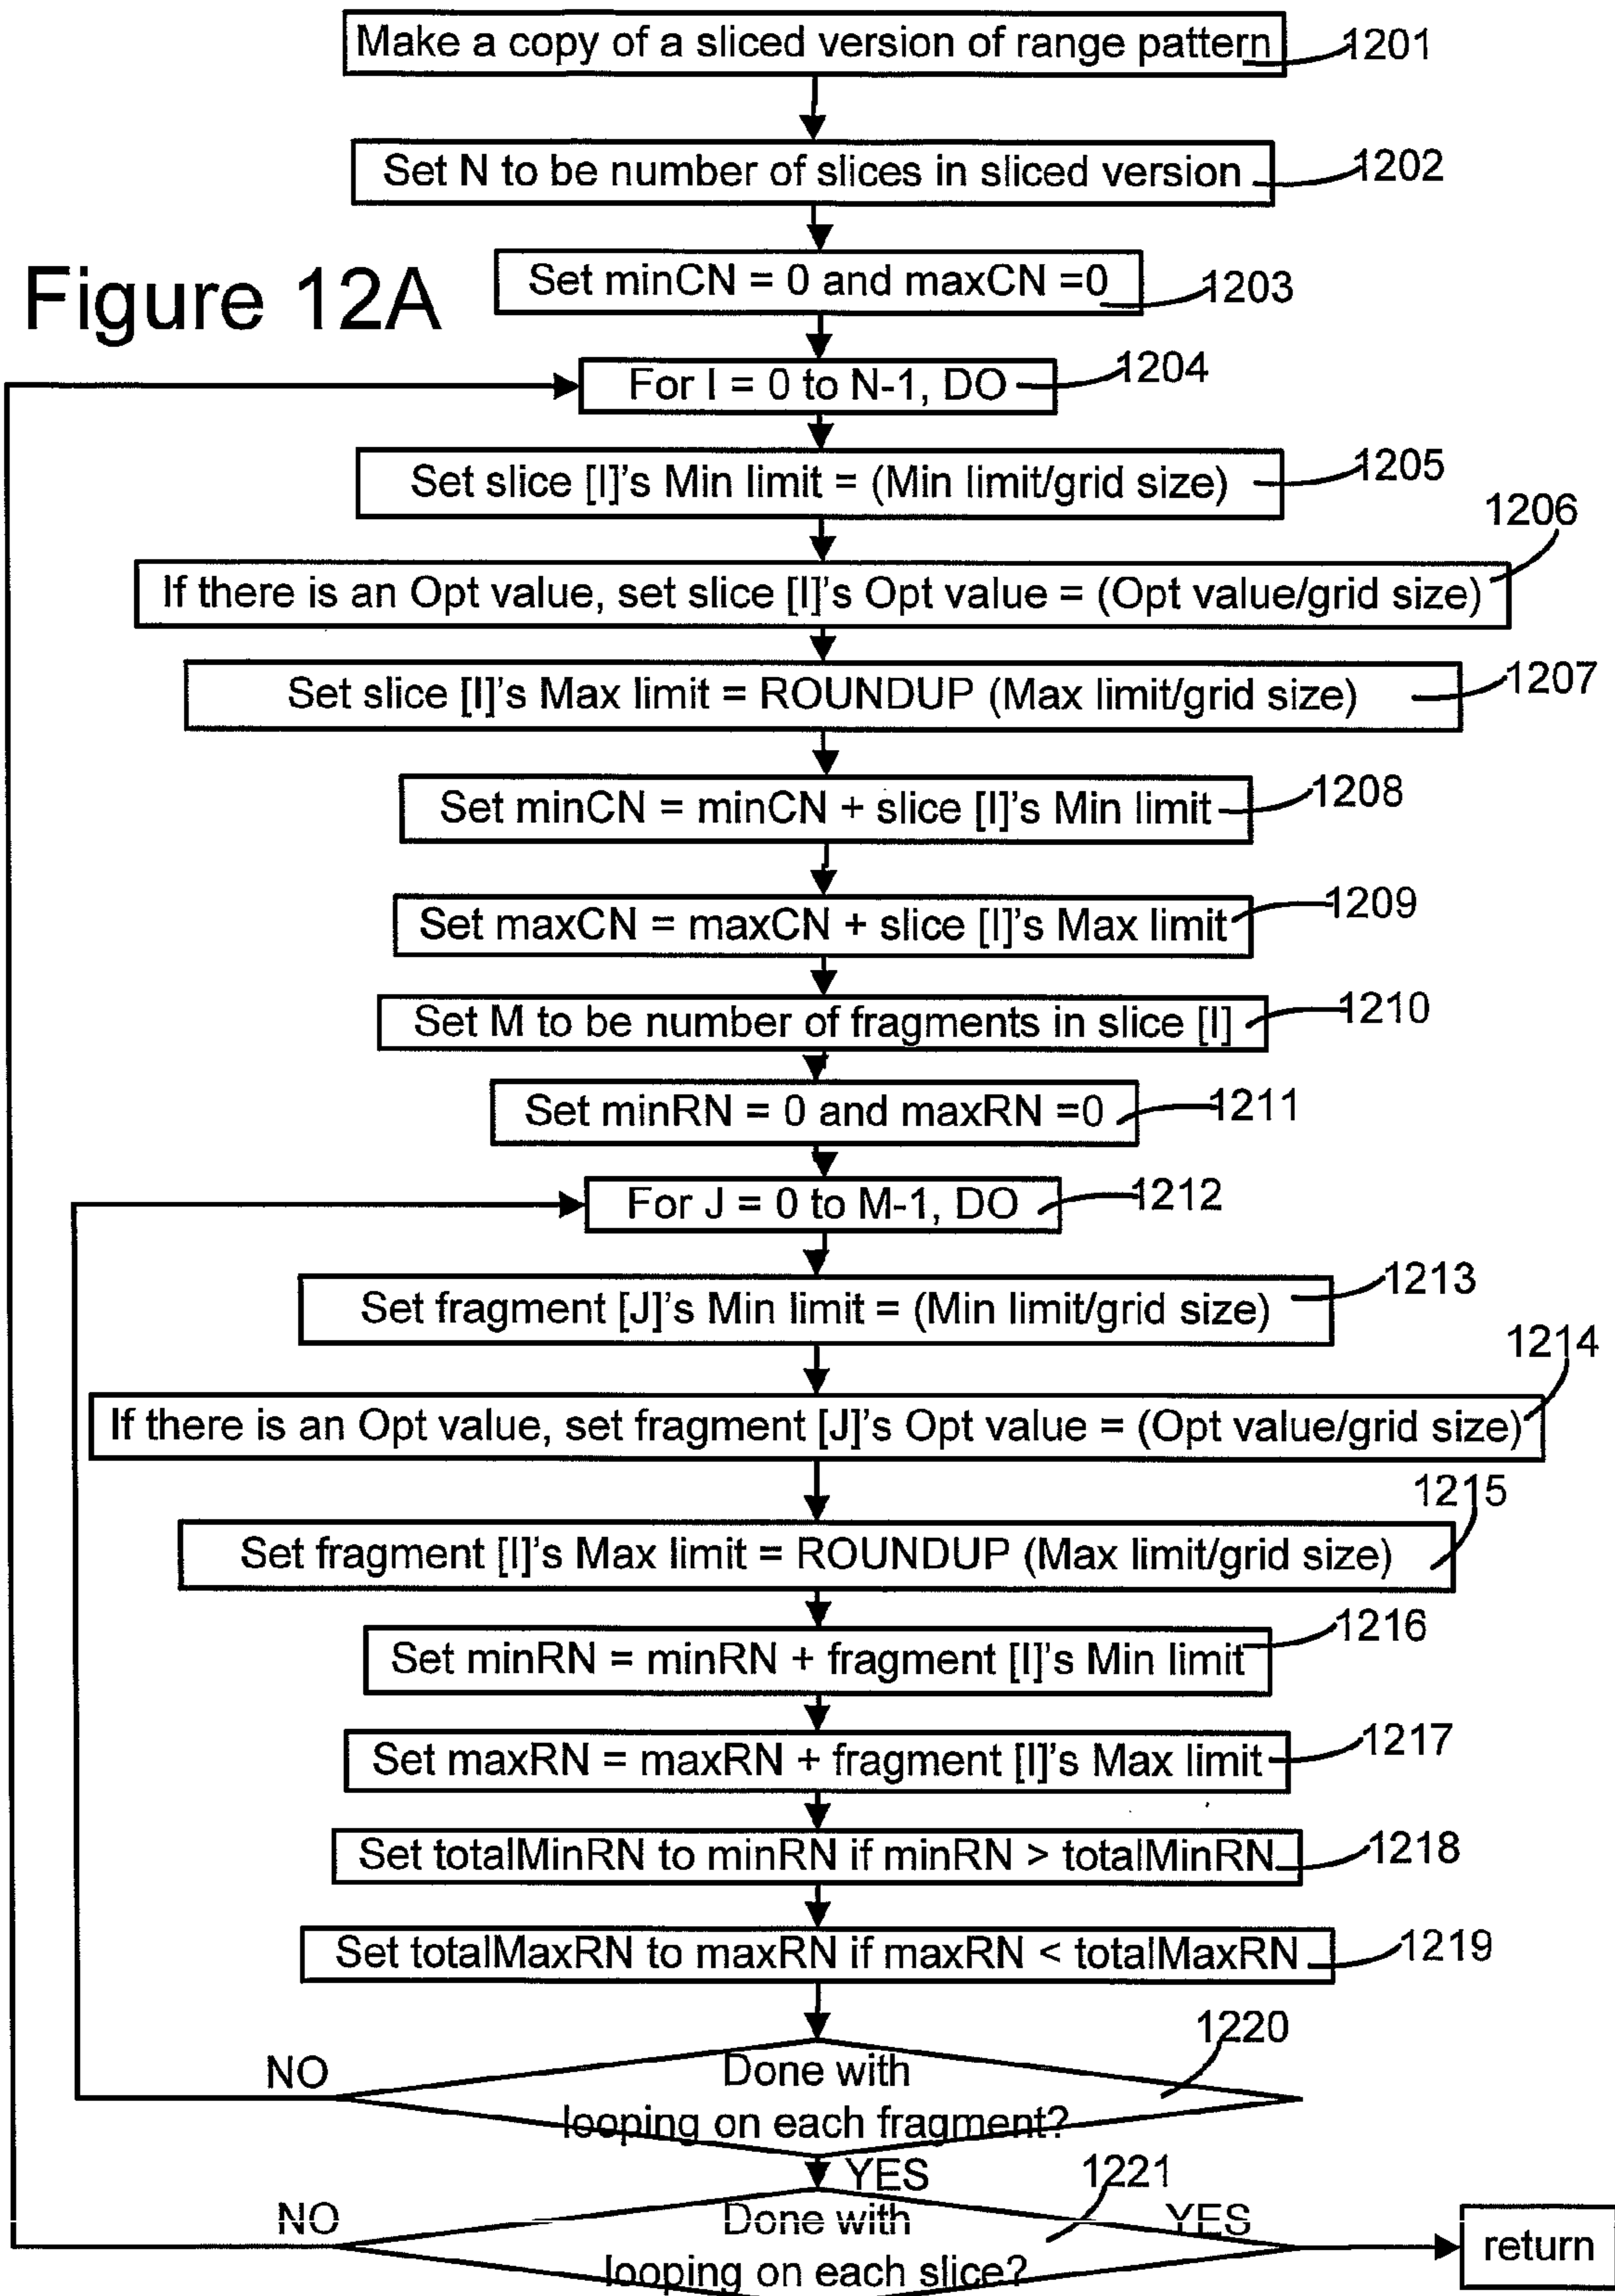 Make a copy of a sliced version of range pattern
1201
Set N to be number of slices in sliced version
1202
Figure 12A
Set minCN = 0 and maxCN =0
1203
For I = 0 to N-1, DO
1204
Set slice [I]'s Min limit = (Min limit/grid size)
1205
1206
If there is an Opt value, set slice [I]'s Opt value = (Opt value/grid size)
Set slice [I]'s Max limit = ROUNDUP (Max limit/grid size)
1207
Set minCN = minCN + slice [I]'s Min limit
1208
Set maxCN = maxCN + slice [I]'s Max limit
1209
Set M to be number of fragments in slice [I]
1210
Set minRN = 0 and maxRN =0
1211
For J = 0 to M-1, DO
1212
Set fragment [J]'s Min limit = (Min limit/grid size)
1213
1214
If there is an Opt value, set fragment [J]'s Opt value = (Opt value/grid size)
1215
Set fragment [I]'s Max limit = ROUNDUP (Max limit/grid size)
1216
Set minRN = minRN + fragment [I]'s Min limit
1217
Set maxRN = maxRN + fragment [I]'s Max limit
Set totalMinRN to minRN if minRN > totalMinRN
1218
Set totalMaxRN to maxRN if maxRN < totalMaxRN
1219
1220
NO
Done with
looping on each fragment?
YES
1221
NO
Done with
looping on each slice?
YES
return